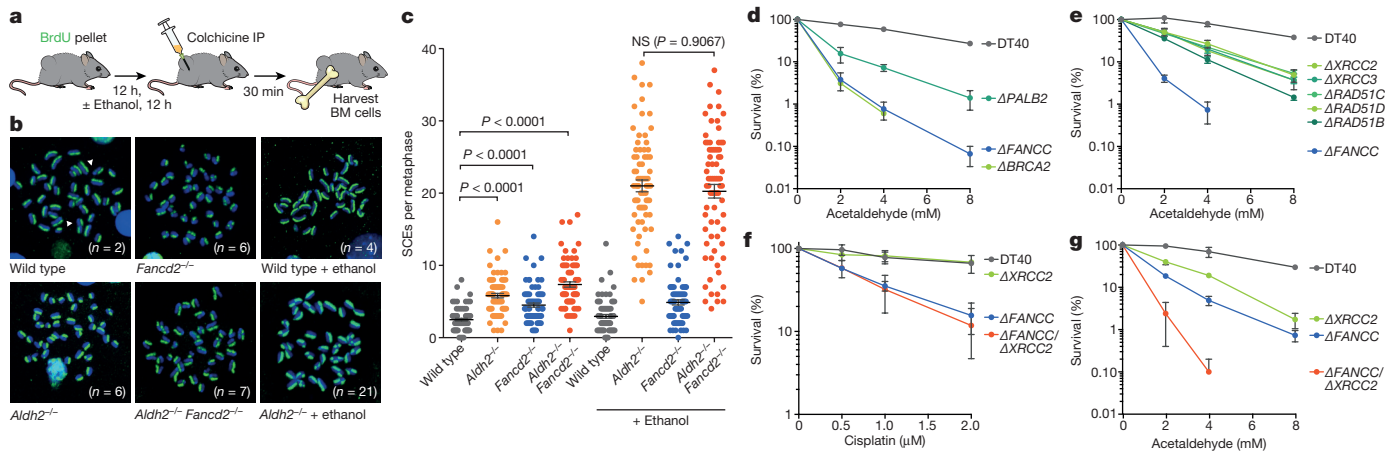 a
BrdU pellet
Colchicine IP
12 h,
± Ethanol, 12 h
30 min
Harvest
BM cells
b
(n = 2)
(n = 6)
(n = 4)
Wild type
Fancd2–/–
Wild type + ethanol
(n = 6)
(n = 7)
(n = 21)
Aldh2–/–
Aldh2–/– Fancd2–/–
Aldh2–/– + ethanol
c
SCEs per metaphase
40
35
30
25
20
15
10
5
0
NS (P = 0.9067)
P < 0.0001
P < 0.0001
P < 0.0001
Wild type
Aldh2–/–
Fancd2–/–
Aldh2–/–
Fancd2–/–
Wild type
Aldh2–/–
Fancd2–/–
Aldh2–/–
Fancd2–/–
+ Ethanol
d
Survival (%)
100
10
1
0.1
0.01
DT40
ΔPALB2
ΔFANCC
ΔBRCA2
0
2
4
6
8
Acetaldehyde (mM)
e
Survival (%)
100
10
1
0.1
0.01
DT40
ΔXRCC2
ΔXRCC3
ΔRAD51C
ΔRAD51D
ΔRAD51B
ΔFANCC
0
2
4
6
8
Acetaldehyde (mM)
f
Survival (%)
100
10
1
DT40
ΔXRCC2
ΔFANCC
ΔFANCC/
ΔXRCC2
0
0.5
1.0
2.0
Cisplatin (μM)
g
Survival (%)
100
10
1
0.1
0.01
DT40
ΔXRCC2
ΔFANCC
ΔFANCC/
ΔXRCC2
0
2
4
6
8
Acetaldehyde (mM)